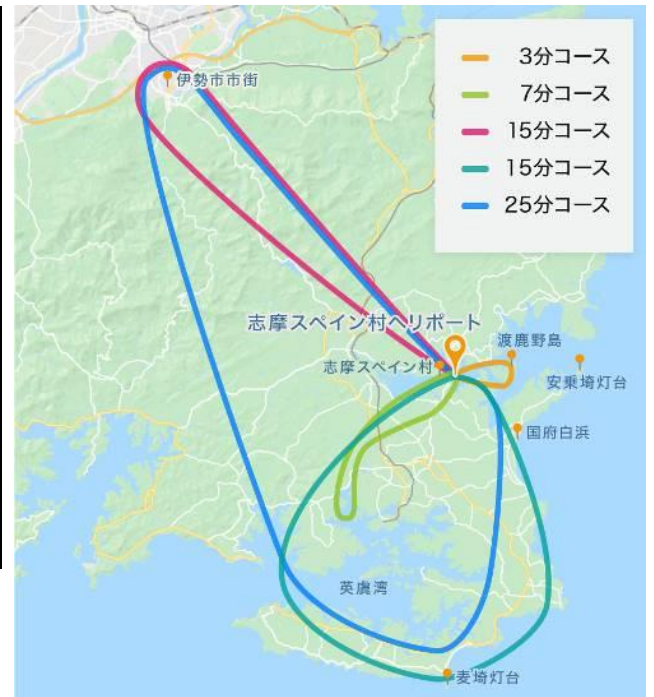 3分コース
7分コース
15分コース
15分コース
25分コース
伊勢市市街
志摩スペイン村ヘリポート
渡鹿野島
志摩スペイン村
安乗埼灯台
国府白浜
英虞湾
麦埼灯台